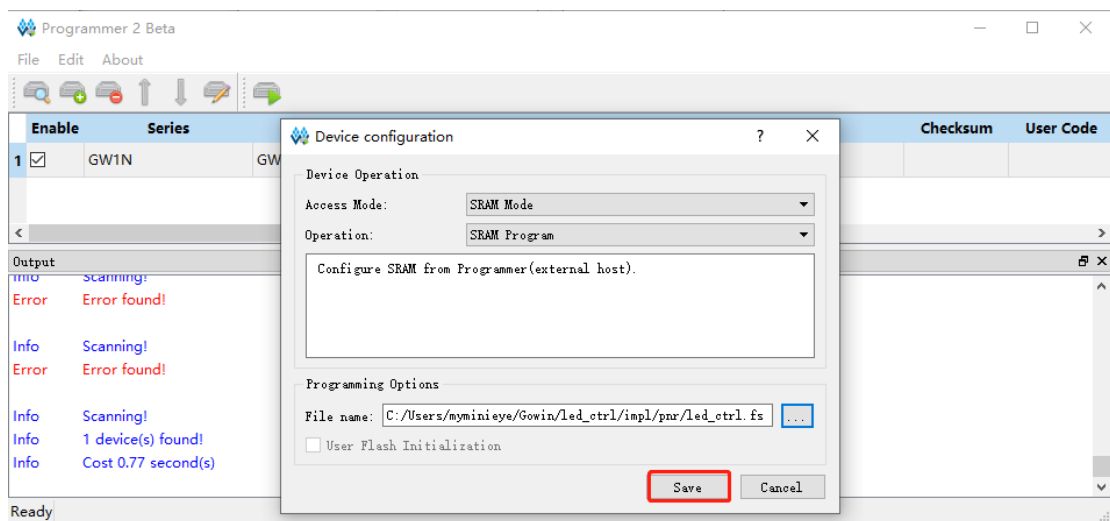 Programmer 2 Beta
File Edit About
Enable Series Checksum User Code
1 GW1N GW
Device configuration ? ×
Device Operation
Access Mode: SRAM Mode
Operation: SRAM Program
Configure SRAM from Programmer(external host).
Programming Options
File name: C:/Users/myminieye/Gowin/led_ctrl/impl/pnr/led_ctrl.fs ...
User Flash Initialization
Save Cancel
Output
Info Scanning!
Error Error found!
Info Scanning!
Error Error found!
Info Scanning!
Info 1 device(s) found!
Info Cost 0.77 second(s)
Ready